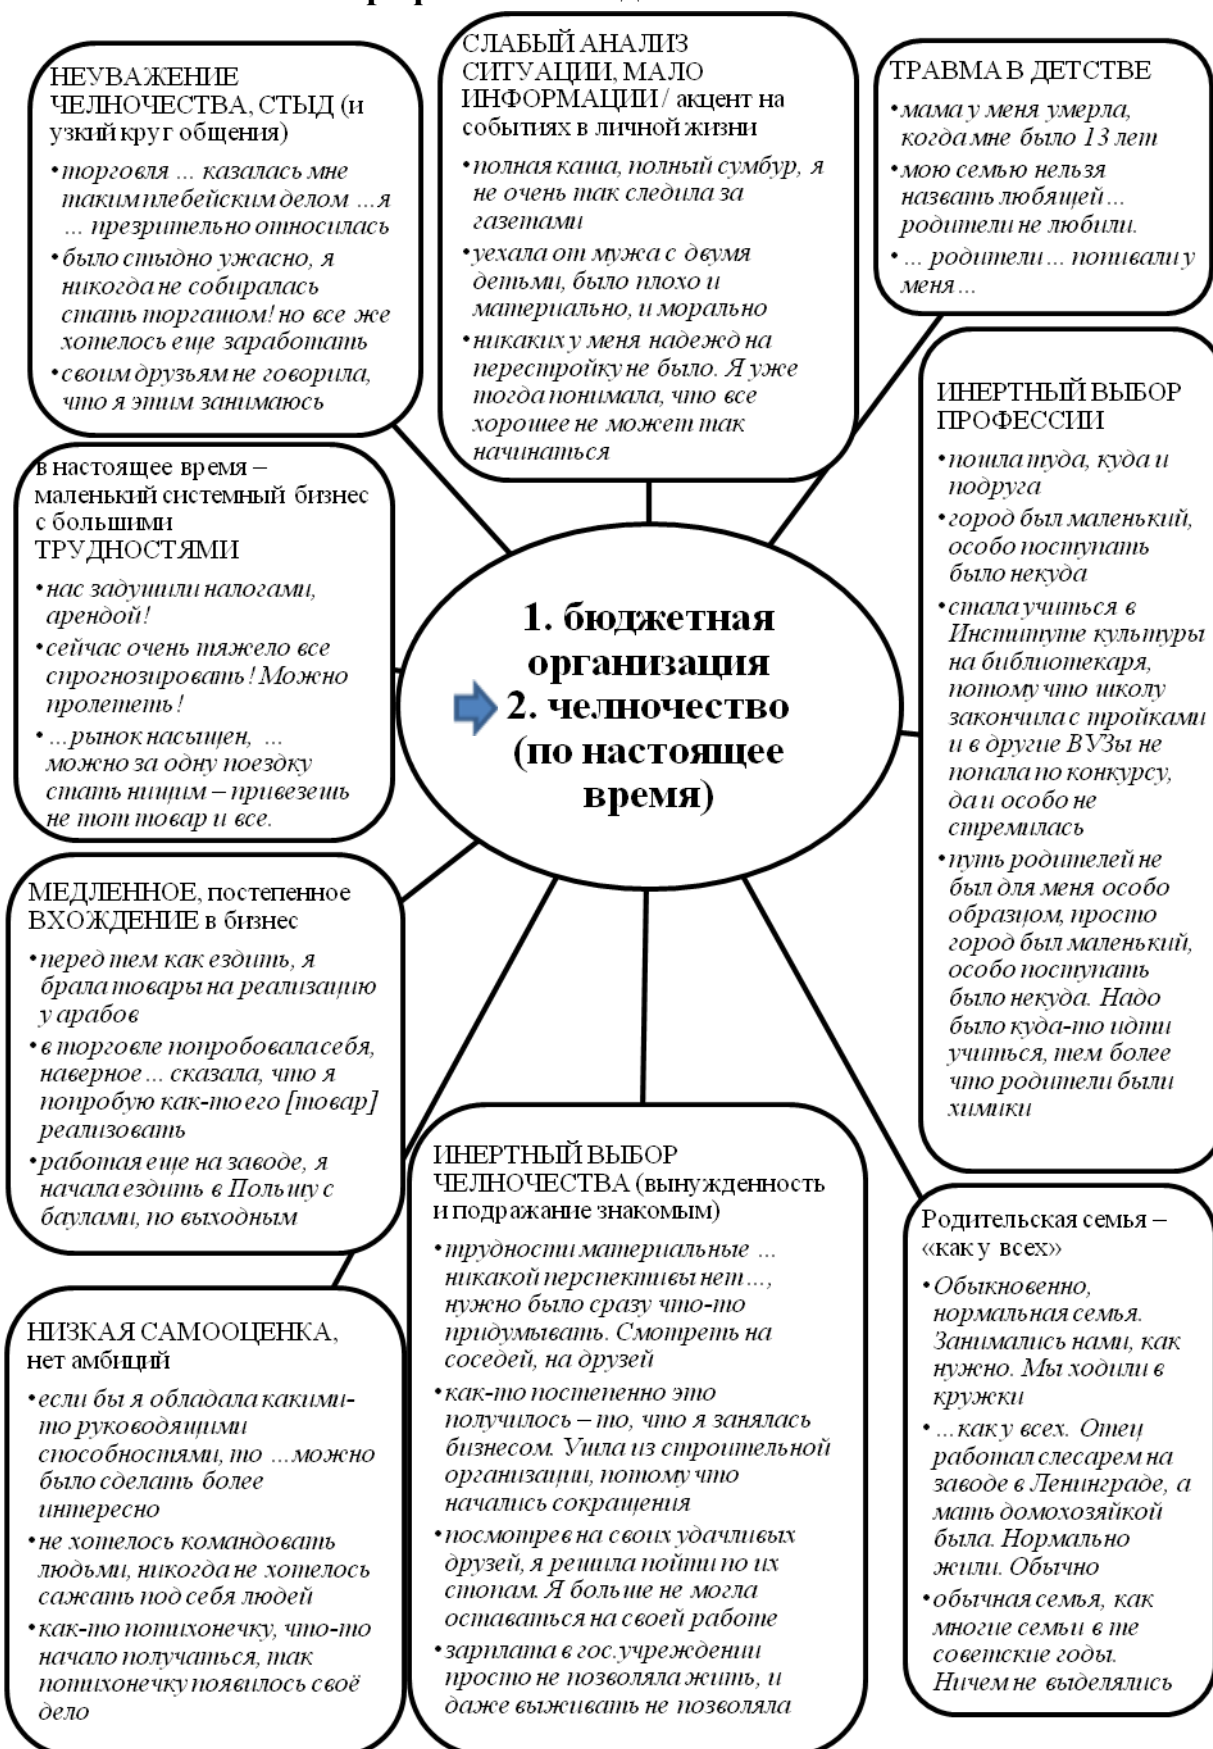 НЕУВАЖЕНИЕ
ЧЕЛНОЧЕСТВА, СТЫД (и
узкий круг общения)
•торговля ... казалась мне
таким плебейским делом ...я
... презрительно относилась
•было стыдно ужасно, я
никогда не собиралась
стать торгашом! но все же
хотелось еще заработать
•своим друзьям не говорила,
что я этим занимаюсь
СЛАБЫЙ АНАЛИЗ
СИТУАЦИИ, МАЛО
ИНФОРМАЦИИ / акцент на
событиях в личной жизни
•полная каша, полный сумбур, я
не очень так следила за
газетами
•уехала от мужа с двумя
детьми, было плохо и
материально, и морально
•никаких у меня надежд на
перестройку не было. Я уже
тогда понимала, что все
хорошее не может так
начинаться
ТРАВМА В ДЕТСТВЕ
•мама у меня умерла,
когда мне было 13 лет
•мою семью нельзя
назвать любящей ...
родители не любили.
•... родители ... попивали у
меня ...
ИНЕРТНЫЙ ВЫБОР
ПРОФЕССИИ
•пошла туда, куда и
подруга
•город был маленький,
особо поступать
было некуда
•стала учиться в
Институте культуры
на библиотекаря,
потому что школу
закончила с тройками
и в другие ВУЗы не
попала по конкурсу,
да и особо не
стремилась
•путь родителей не
был для меня особо
образцом, просто
город был маленький,
особо поступать
было некуда. Надо
было куда-то идти
учиться, тем более
что родители были
химики
в настоящее время –
маленький системный бизнес
с большими
ТРУДНОСТЯМИ
•нас задушили налогами,
арендой!
•сейчас очень тяжело все
спрогнозировать! Можно
пролететь!
•...рынок насыщен, ...
можно за одну поездку
стать нищим – привезешь
не тот товар и все.
1. бюджетная
организация
2. челночество
(по настоящее
время)
МЕДЛЕННОЕ, постепенное
ВХОЖДЕНИЕ в бизнес
•перед тем как ездить, я
брала товары на реализацию
у арабов
•в торговле попробовала себя,
наверное ... сказала, что я
попробую как-то его [товар]
реализовать
•работая еще на заводе, я
начала ездить в Польшу с
баулами, по выходным
НИЗКАЯ САМООЦЕНКА,
нет амбиций
•если бы я обладала какими-
то руководящими
способностями, то ...можно
было сделать более
интересно
•не хотелось командовать
людьми, никогда не хотелось
сажать под себя людей
•как-то потихонечку, что-то
начало получаться, так
потихонечку появилось своё
дело
ИНЕРТНЫЙ ВЫБОР
ЧЕЛНОЧЕСТВА (вынужденность
и подражание знакомым)
•трудности материальные ...
никакой перспективы нет ...,
нужно было сразу что-то
придумывать. Смотреть на
соседей, на друзей
•как-то постепенно это
получилось – то, что я занялась
бизнесом. Ушла из строительной
организации, потому что
начались сокращения
•посмотрев на своих удачливых
друзей, я решила пойти по их
стопам. Я больше не могла
оставаться на своей работе
•зарплата в гос.учреждении
просто не позволяла жить, и
даже выживать не позволяла
Родительская семья –
«как у всех»
•Обыкновенно,
нормальная семья.
Занимались нами, как
нужно. Мы ходили в
кружки
•...как у всех. Отец
работал слесарем на
заводе в Ленинграде, а
мать домохозяйкой
была. Нормально
жили. Обычно
•обычная семья, как
многие семьи в те
советские годы.
Ничем не выделялись